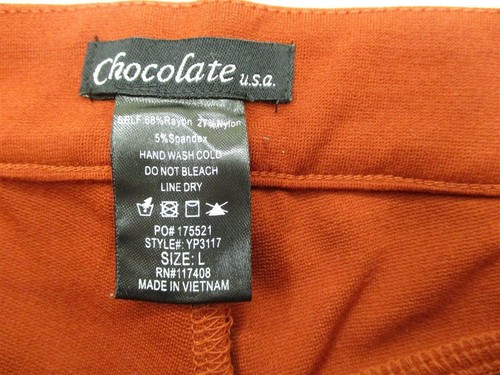 Chocolate u.s.a.
SELF 68%Rayon 27%Nylon
5%Spandex
HAND WASH COLD
DO NOT BLEACH
LINE DRY
PO# 175521
STYLE#: YP3117
SIZE: L
RN#117408
MADE IN VIETNAM